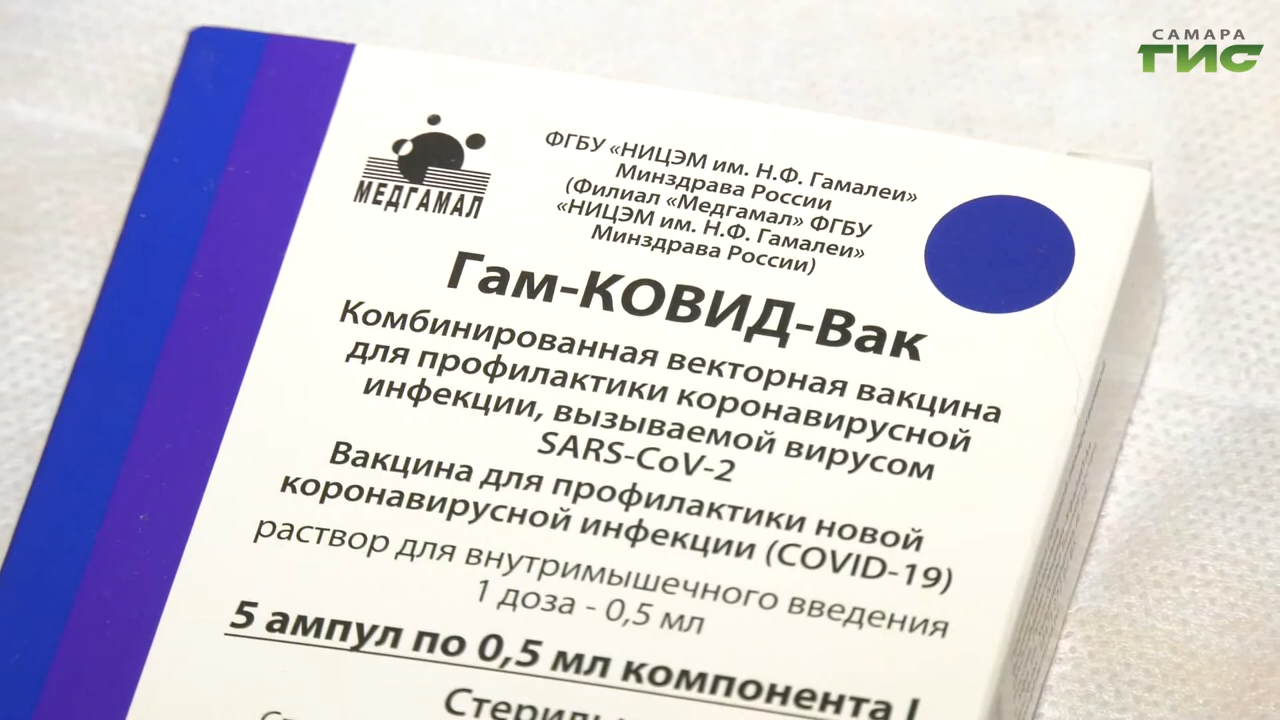 САМАРА
ГИС
МЕДГАМАЛ
ФГБУ «НИЦЭМ им. Н.Ф. Гамалеи»
Минздрава России
(Филиал «Медгамал» ФГБУ
«НИЦЭМ им. Н.Ф. Гамалеи»
Минздрава России)
Гам-КОВИД-Вак
Комбинированная векторная вакцина
для профилактики коронавирусной
инфекции, вызываемой вирусом
SARS-CoV-2
Вакцина для профилактики новой
коронавирусной инфекции (COVID-19)
раствор для внутримышечного введения
1 доза - 0,5 мл
5 ампул по 0,5 мл компонента I